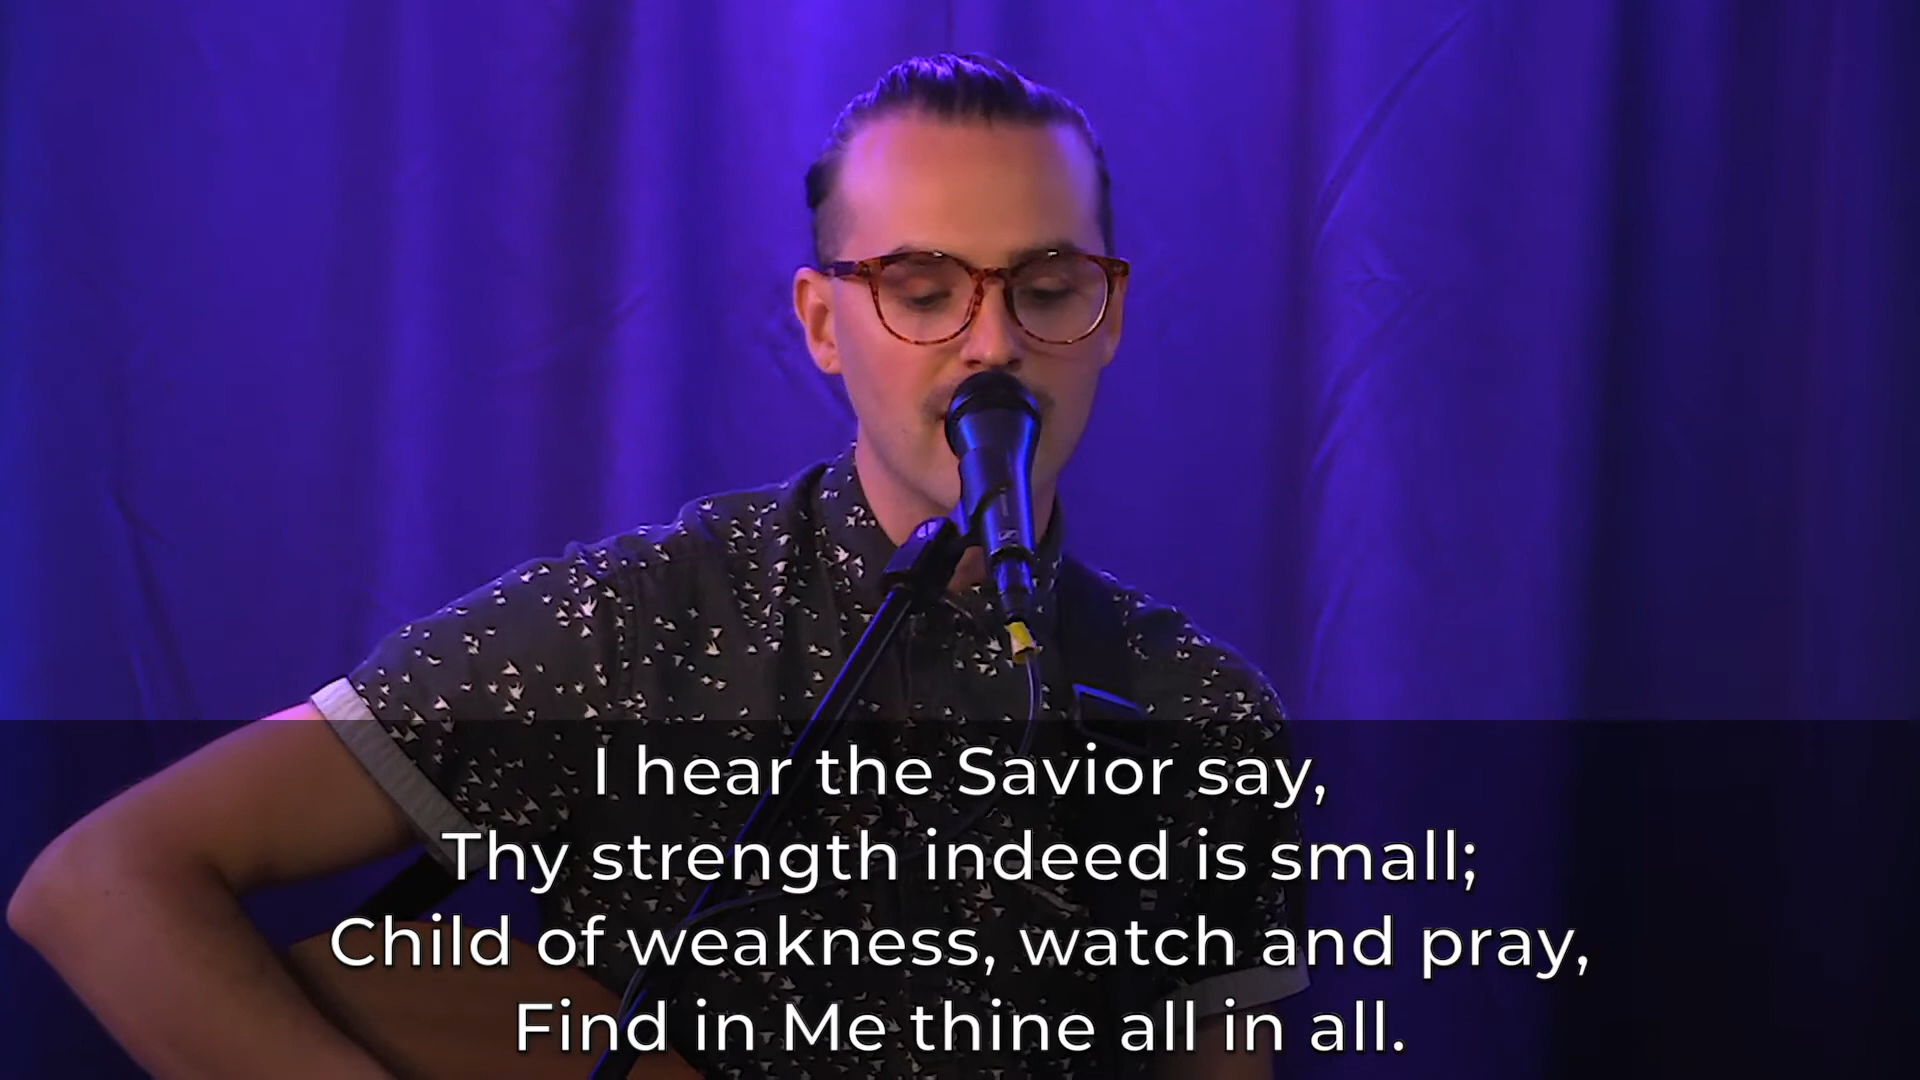 I hear the Savior say,
Thy strength indeed is small;
Child of weakness, watch and pray,
Find in Me thine all in all.